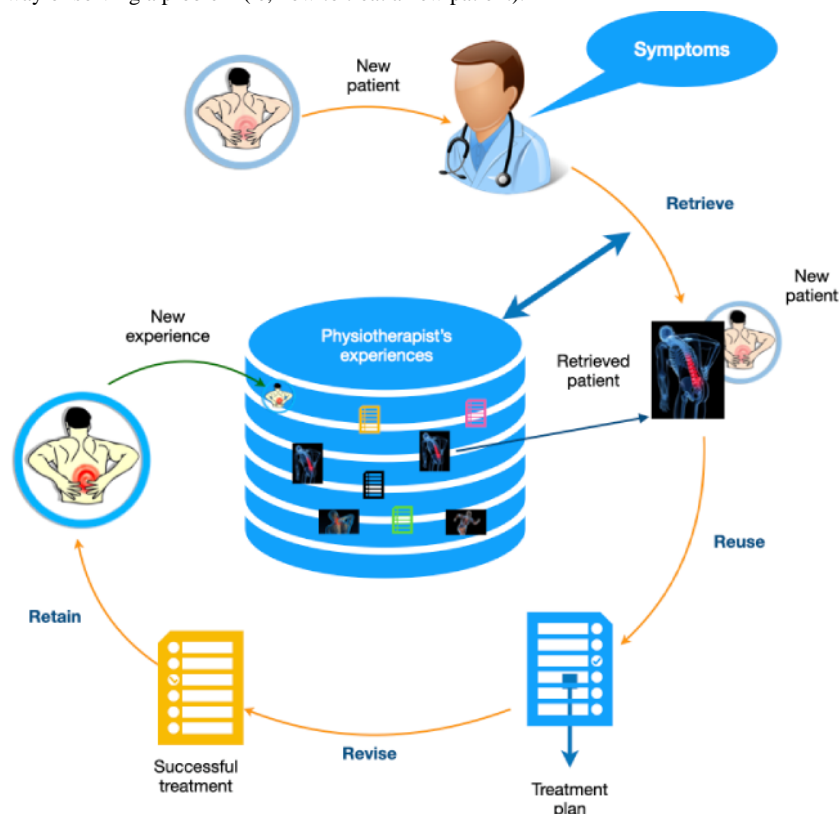 New
patient
Symptoms
Retrieve
New
patient
New
experience
Physiotherapist's
experiences
Retrieved
patient
Reuse
Retain
Revise
Successful
treatment
Treatment
plan